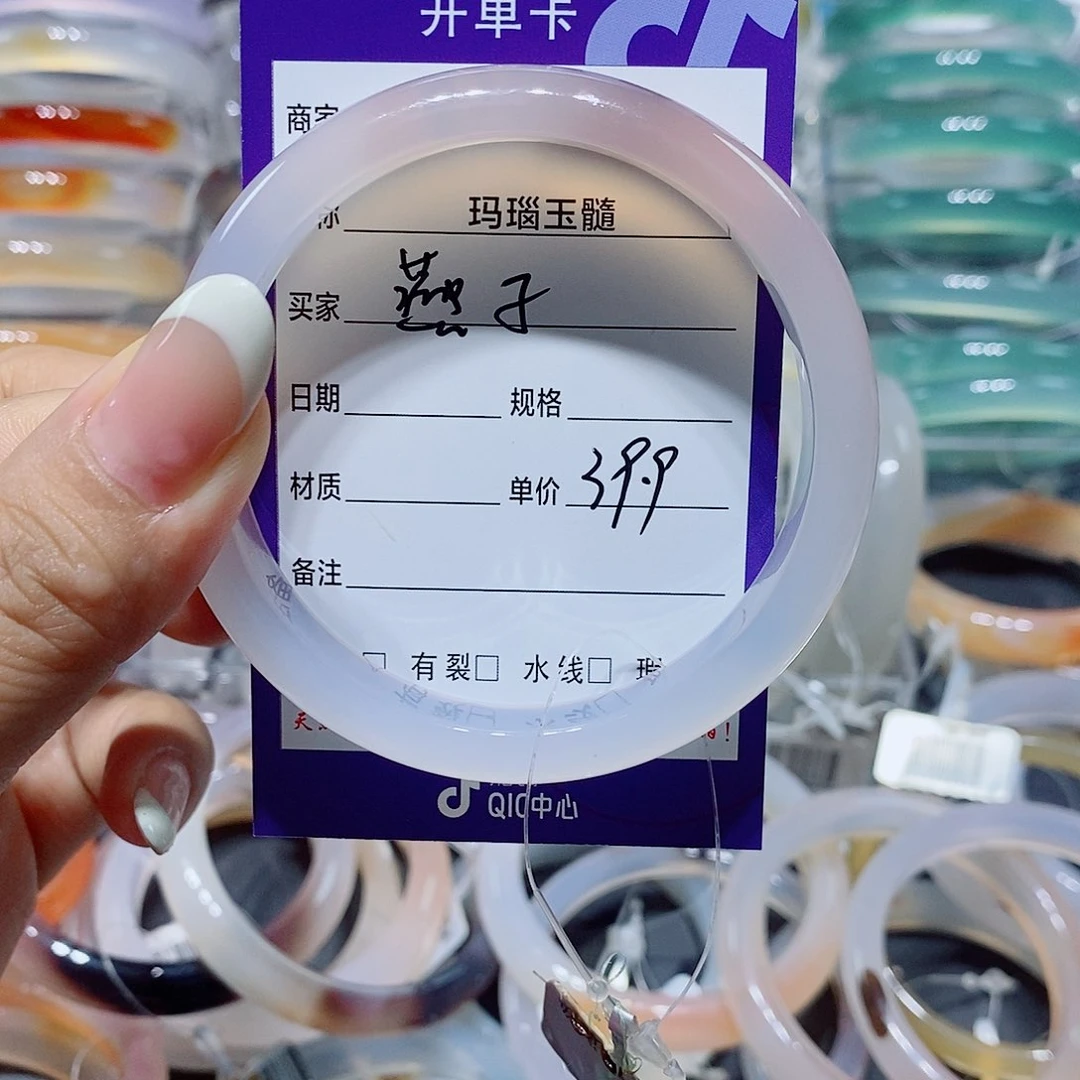 开单卡
商家
称 玛瑙玉髓
买家 燕子
日期 规格
材质 单价 399
备注
□ 有裂□ 水线□
QIC中心